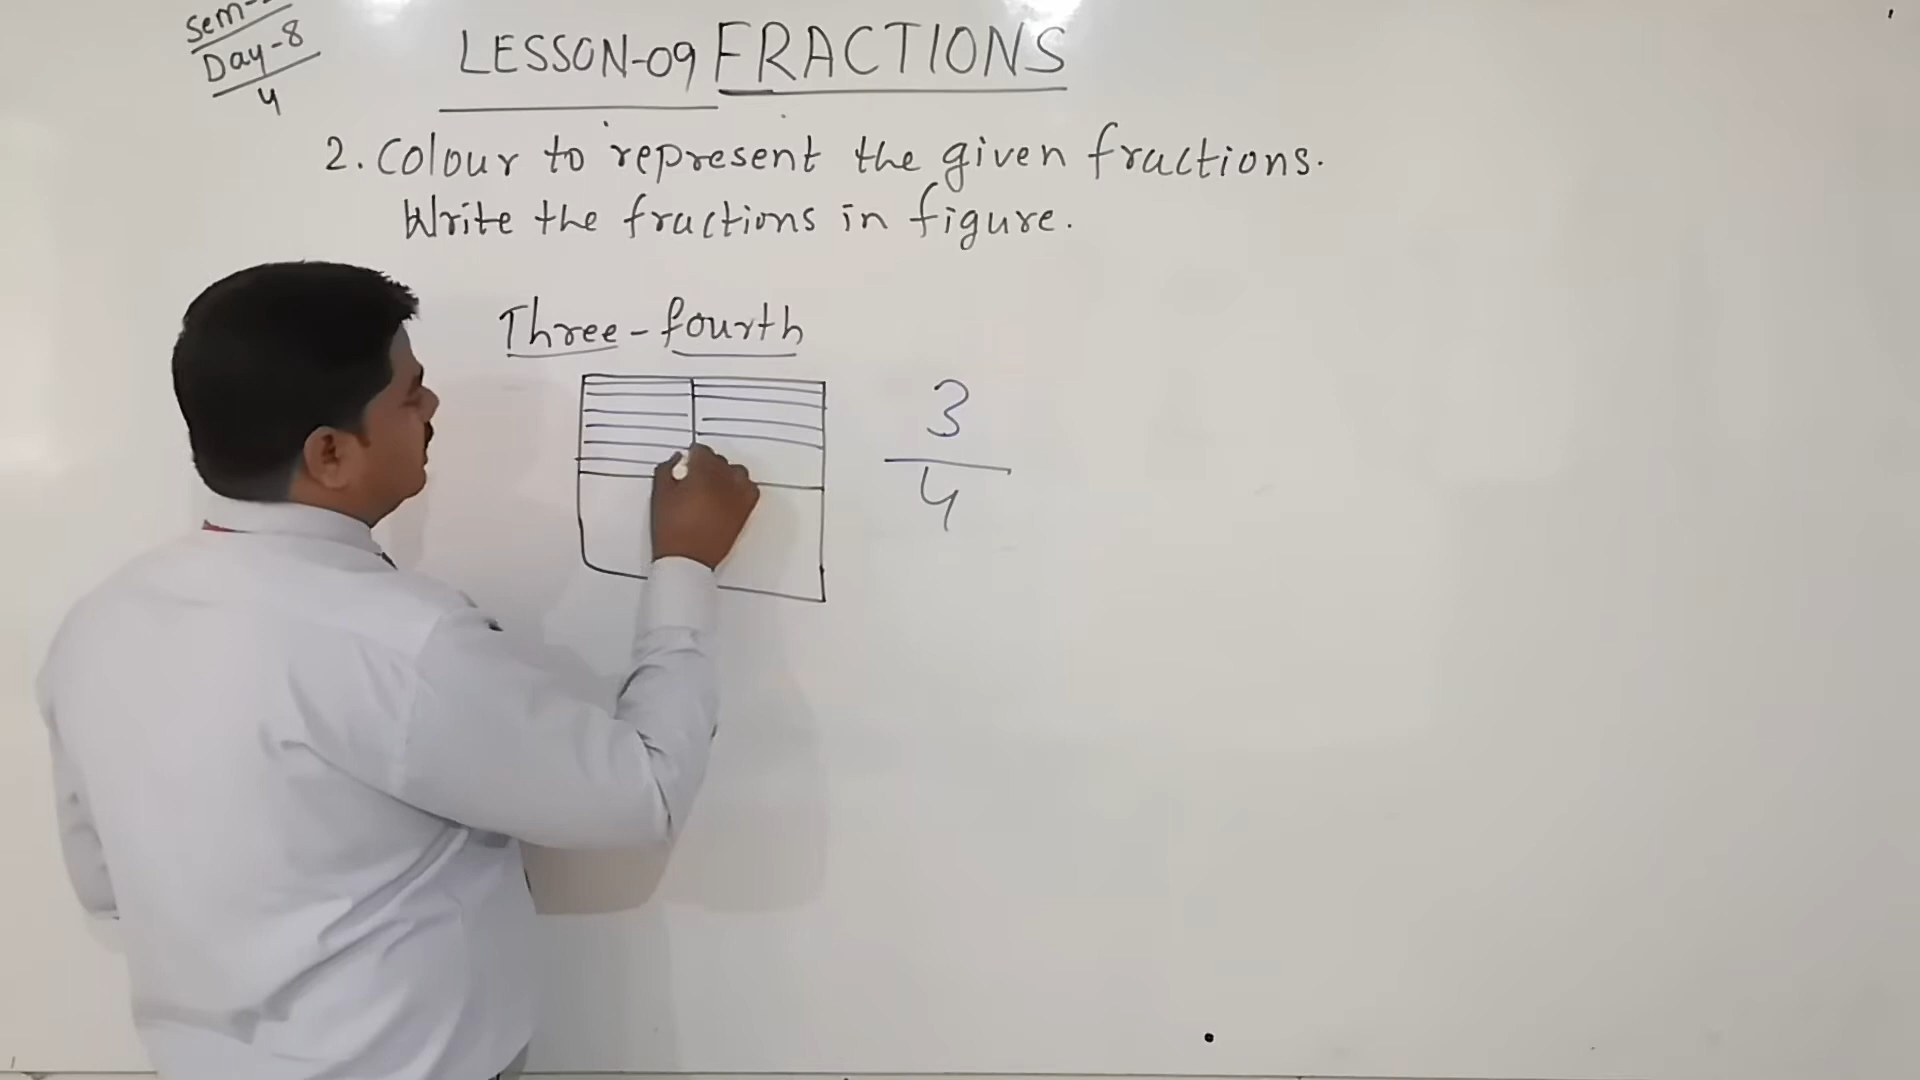 Day-8
4
LESSON-09 FRACTIONS
2. Colour to represent the given fractions.
Write the fractions in figure.
Three-fourth
3
4